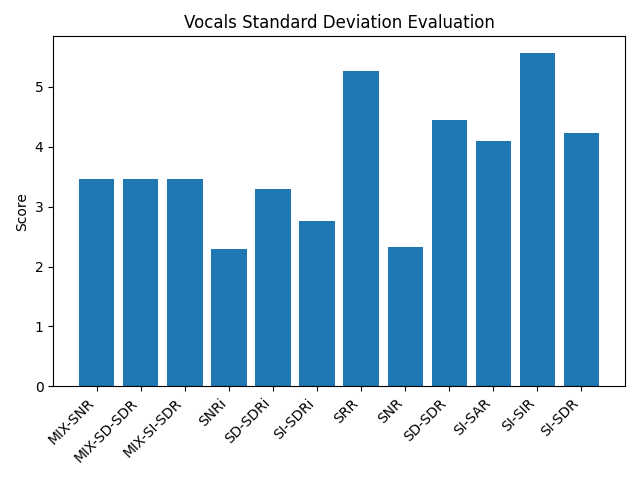 Vocals Standard Deviation Evaluation
Score
5
4
3
2
1
0
MIX-SNR
MIX-SD-SDR
MIX-SI-SDR
SNRi
SD-SDRi
SI-SDRi
SRR
SNR
SD-SDR
SI-SAR
SI-SIR
SI-SDR